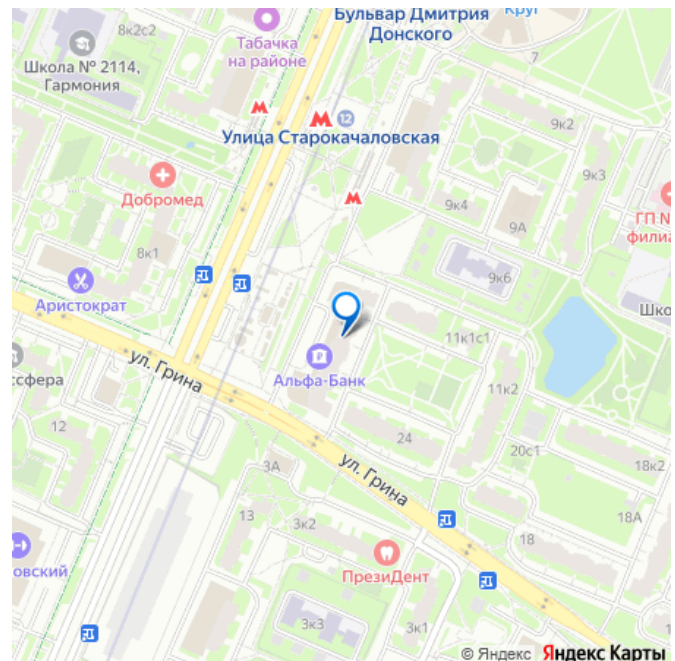 Бульвар Дмитрия
Донского
Круг
8к2с2
Табачка
на районе
7
Школа № 2114,
Гармония
12
Улица Старокачаловская
9к2
9к3
Добромед
9к4
9А
ГП N
филиа
8к1
9к6
Аристократ
Шко
11к1с1
ул. Грина
Альфа-Банк
ссфера
11к2
12
24
20с1
18к2
3А
ул. Грина
13
3к2
18А
18
овский
ПрезиДент
3к3
3к1
© Яндекс Яндекс Карты